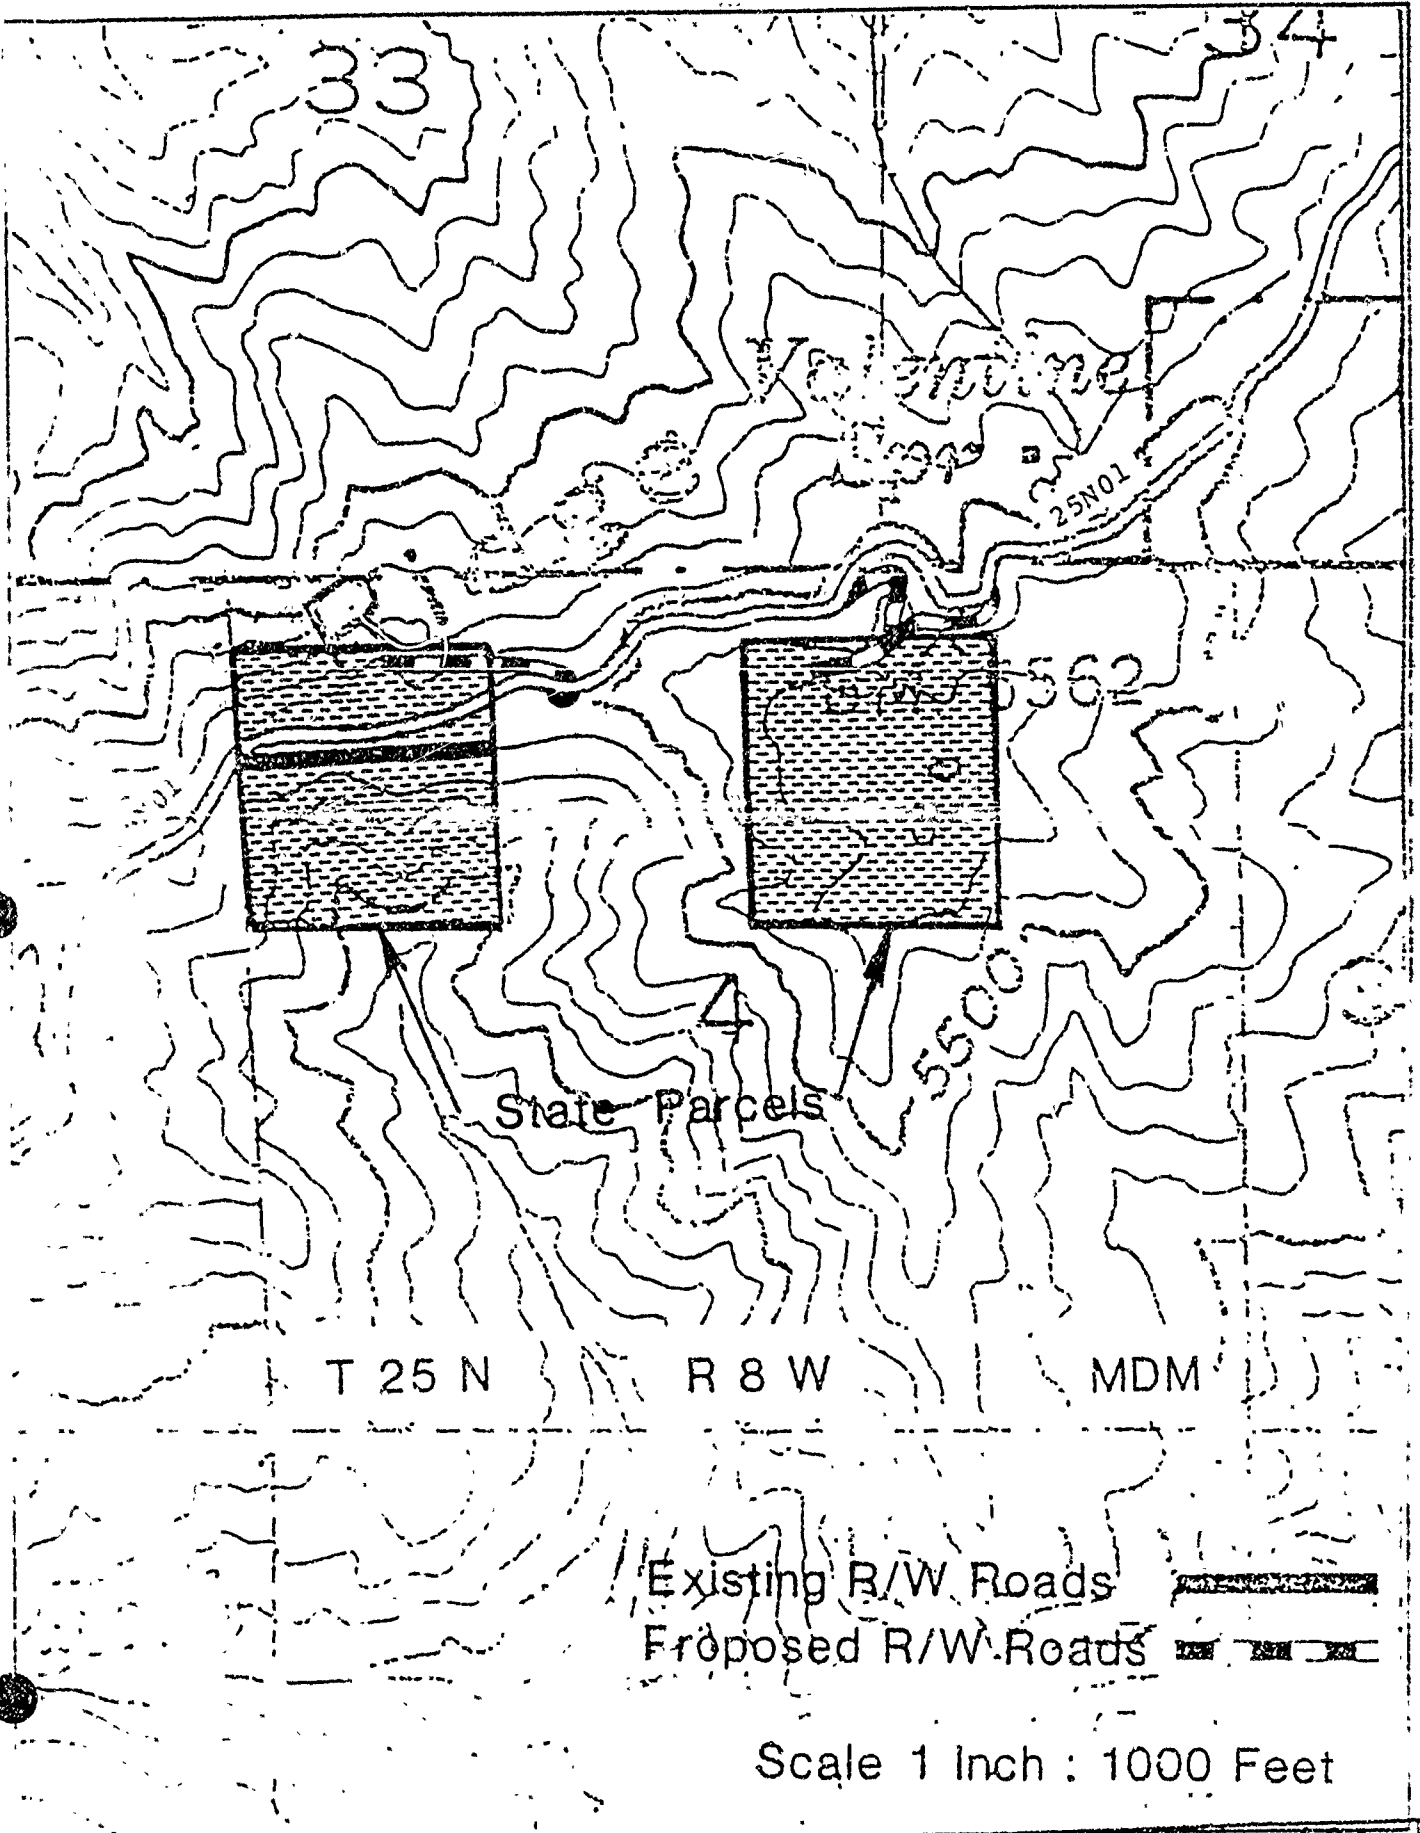 33
34
Valentine
25N01
5562
5500
4
State Parcels
T 25 N R 8 W MDM
Existing R/W Roads
Proposed R/W Roads
Scale 1 Inch : 1000 Feet